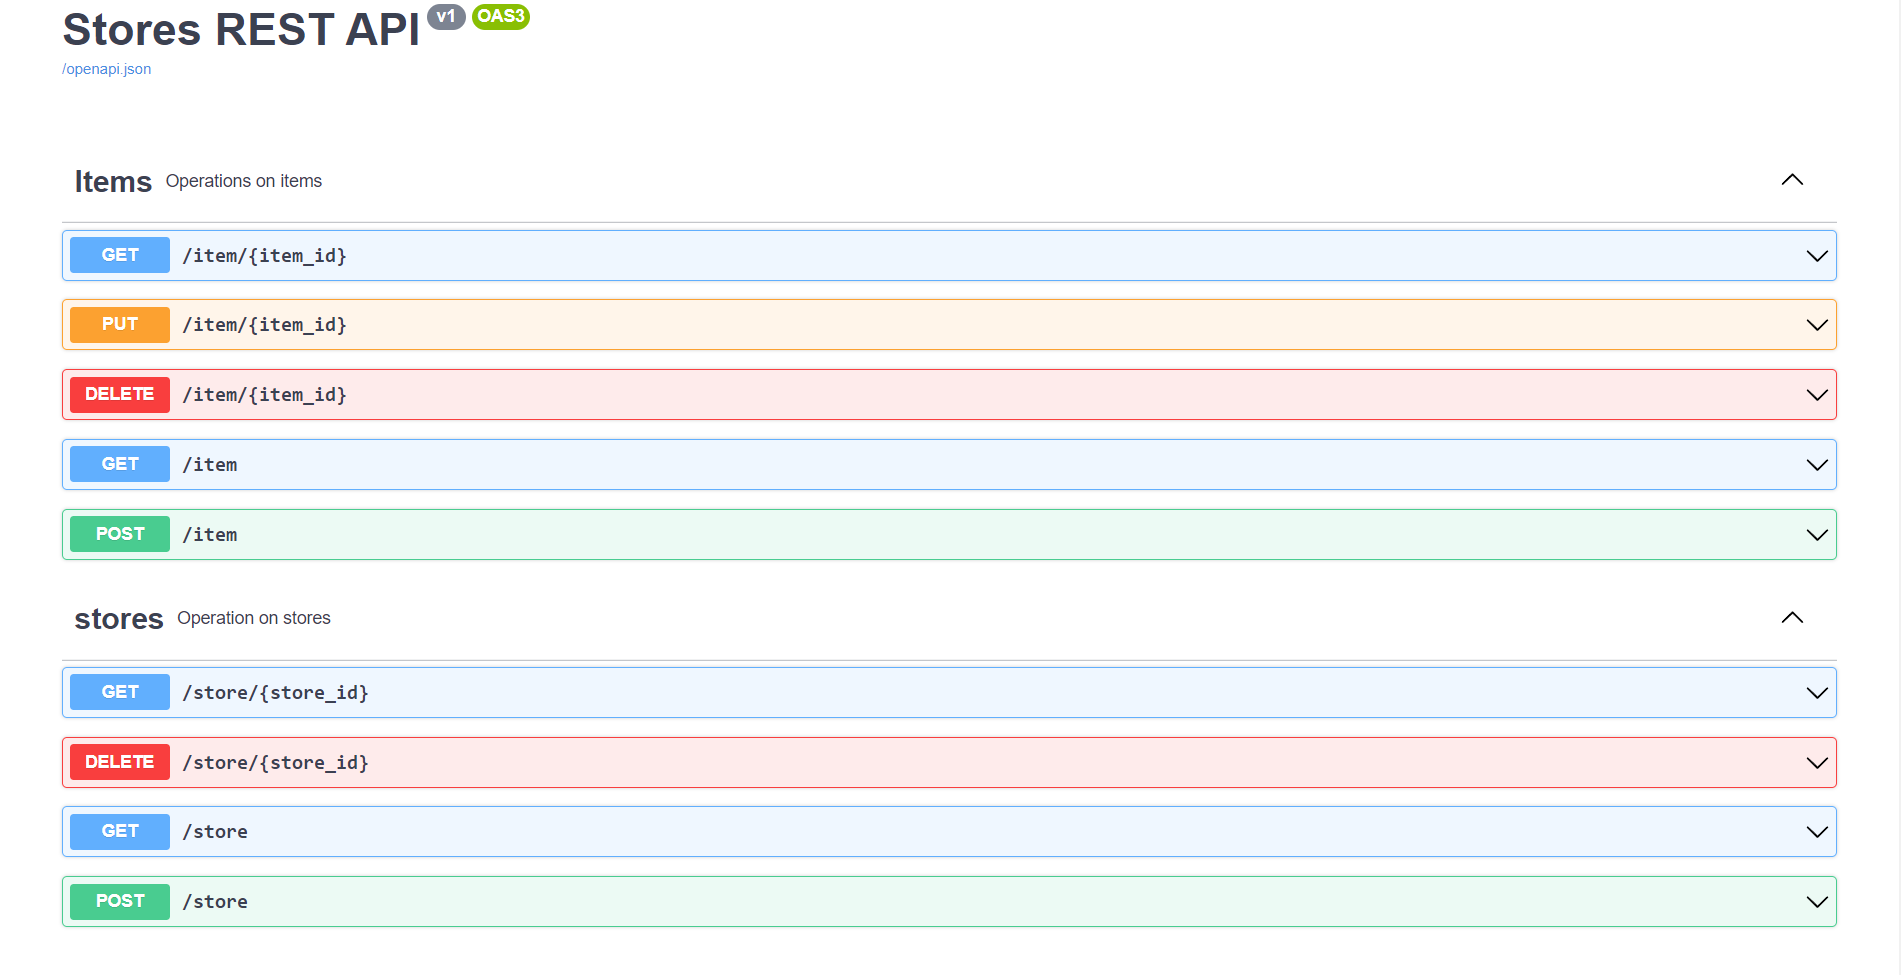 Stores REST API v1 OAS3
/openapi.json
Items Operations on items
GET /item/{item_id}
PUT /item/{item_id}
DELETE /item/{item_id}
GET /item
POST /item
stores Operation on stores
GET /store/{store_id}
DELETE /store/{store_id}
GET /store
POST /store